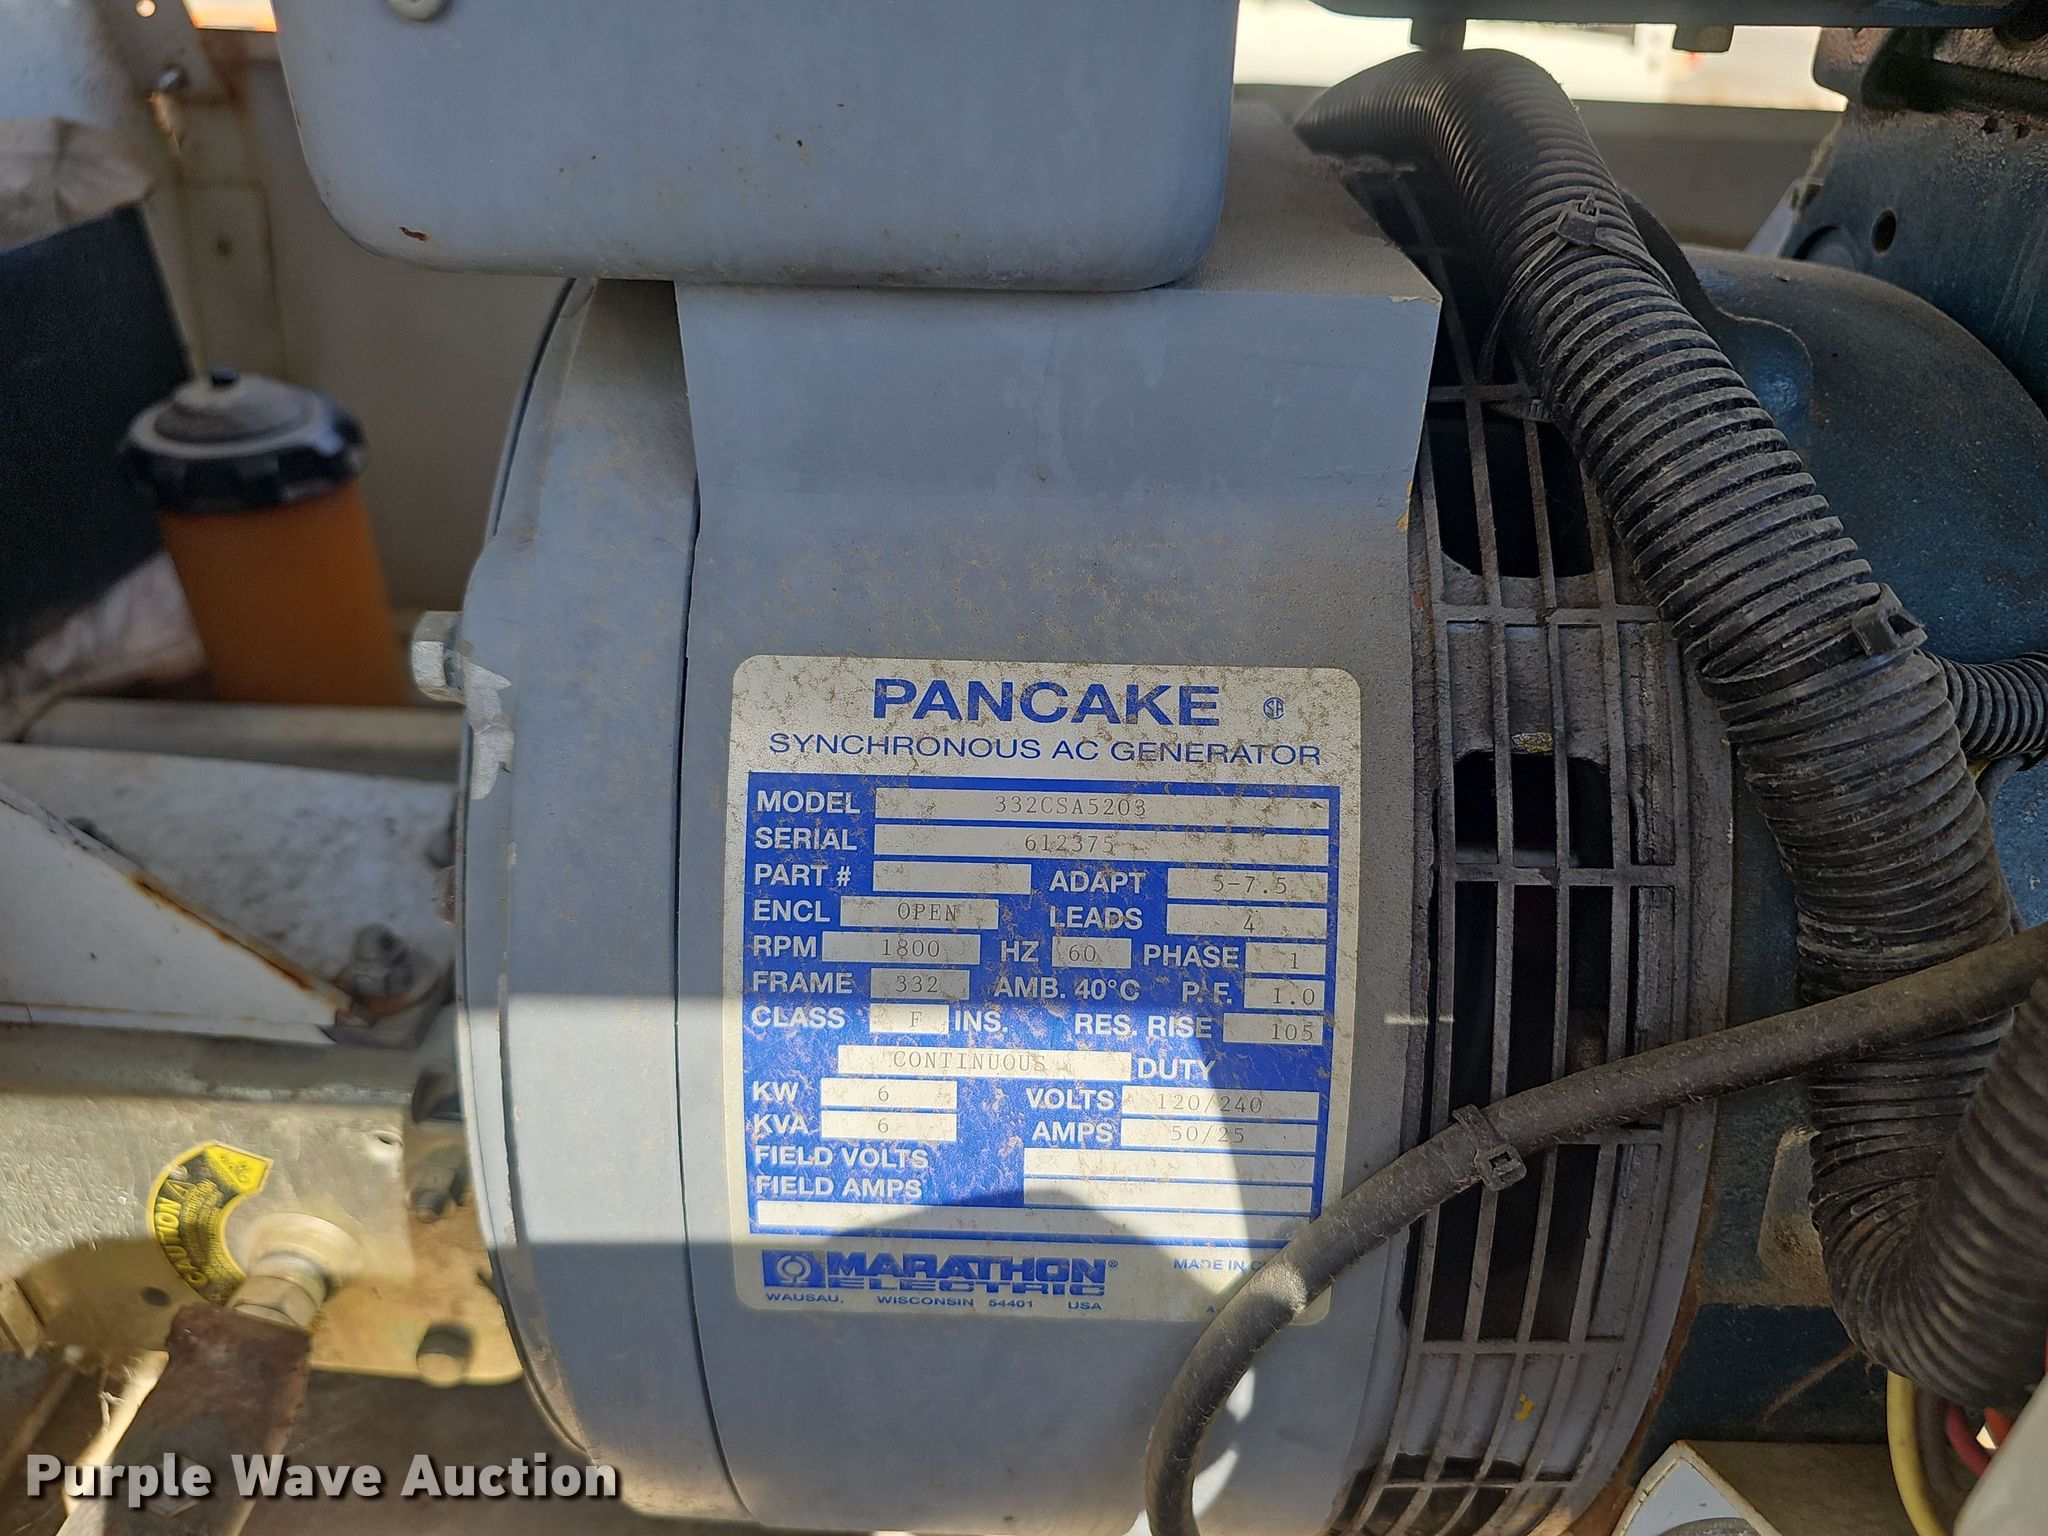 PANCAKE
SYNCHRONOUS AC GENERATOR
MODEL 332CSA5203
SERIAL 612375
PART # ADAPT 5-7.5
ENCL OPEN LEADS 4
RPM 1800 HZ 60 PHASE 1
FRAME 332 AMB. 40°C P.F. 1.0
CLASS F INS. RES. RISE 105
CONTINUOUS DUTY
KW 6 VOLTS 120/240
KVA 6 AMPS 50/25
FIELD VOLTS
FIELD AMPS
MARATHON®
ELECTRIC
MADE IN
WAUSAU, WISCONSIN 54401 USA
CAUTION
Purple Wave Auction